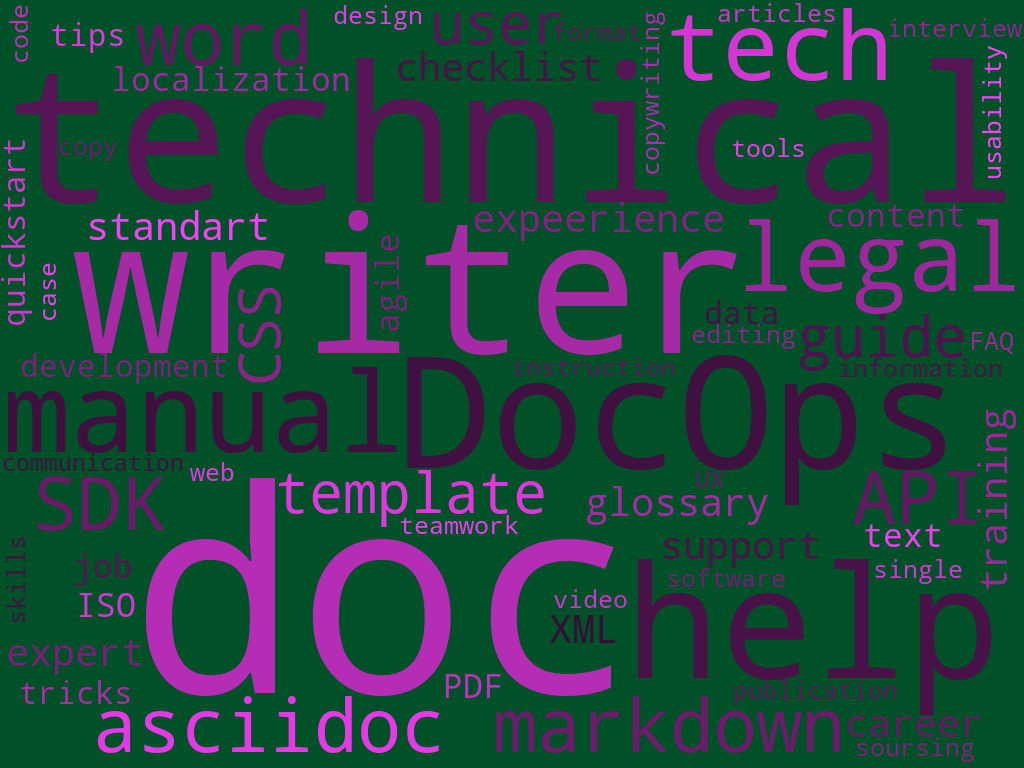 code
tips
word
design
user
format
copywriting
tech
articles
interview
localization
checklist
technical
copy
tools
usability
quickstart
standart
expeerience
content
case
writer
CSS
agile
legal
data
editing
guide
FAQ
development
instruction
information
manual
DocOps
communication
web
SDK
template
teamwork
glossary
UX
API
training
text
skills
job
ISO
doc
support
software
single
video
XML
help
expert
tricks
PDF
publication
asciidoc
markdown
career
soursing